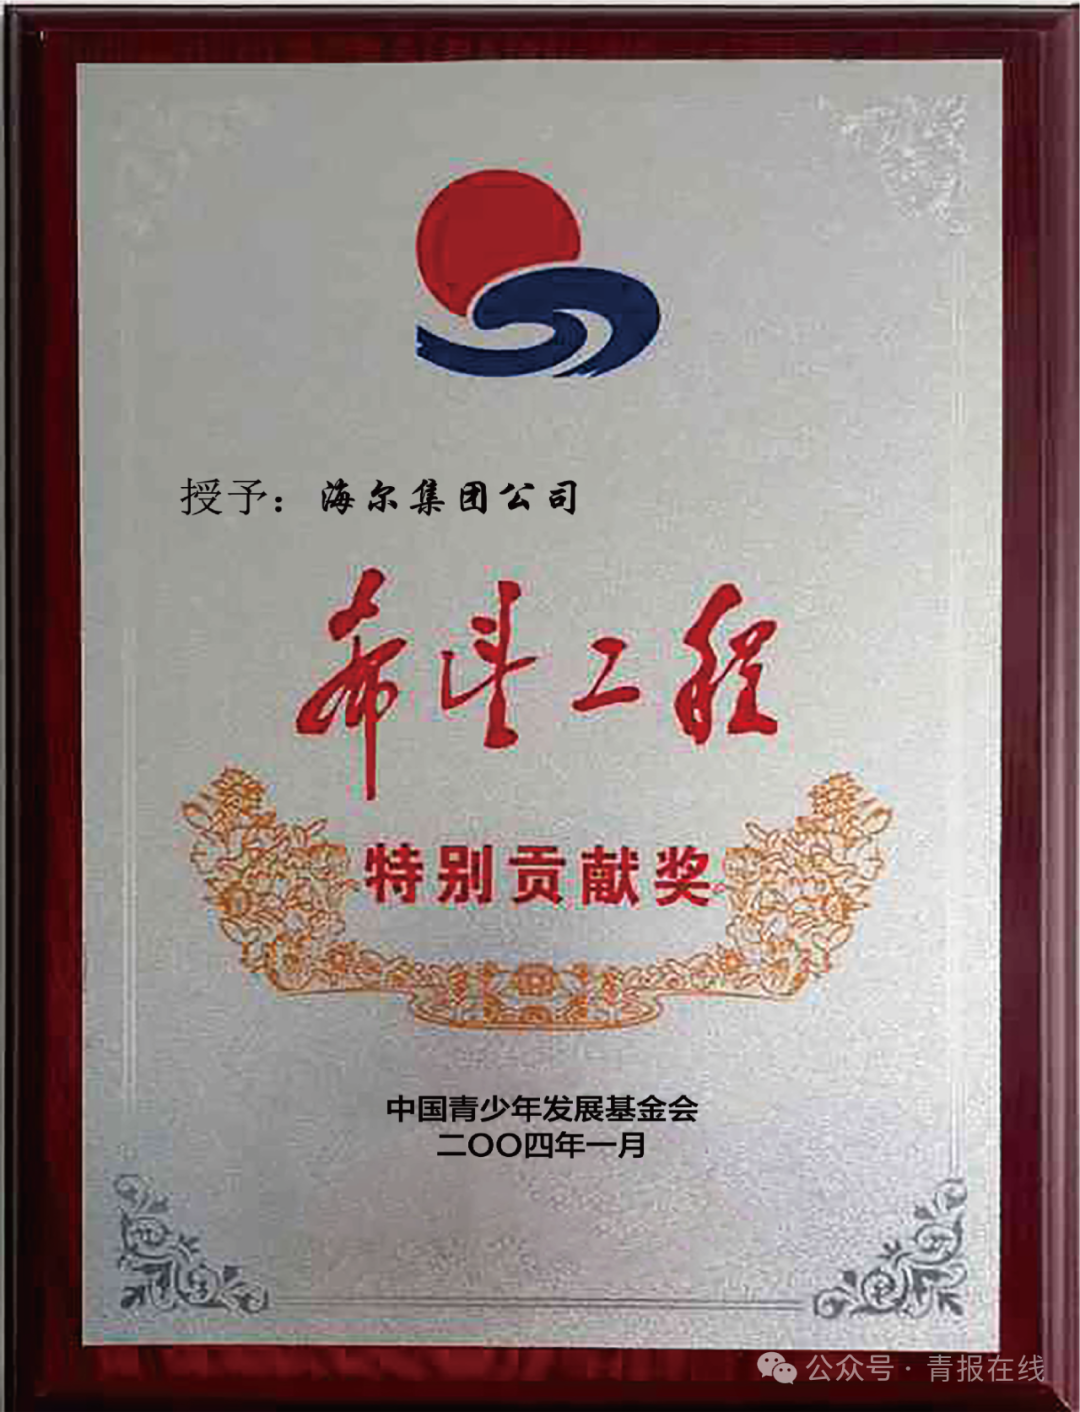 授予：海尔集团公司
希望工程
特别贡献奖
中国青少年发展基金会
二〇〇四年一月
公众号·青报在线